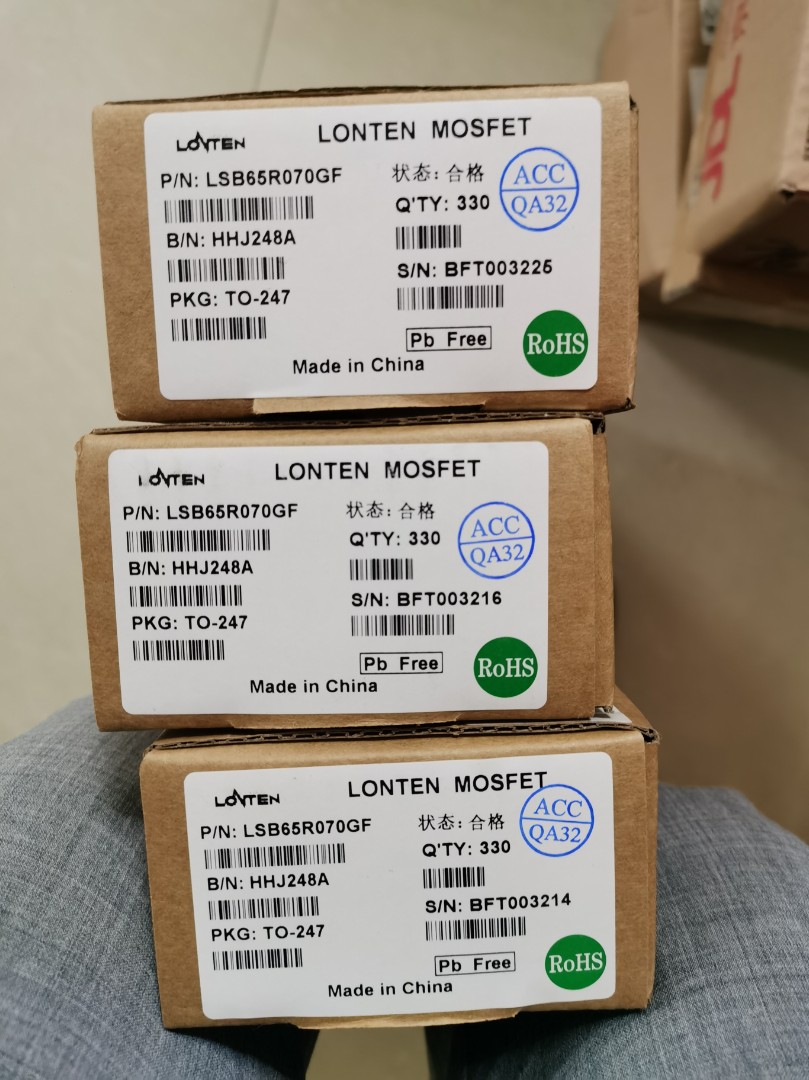 LONTEN
LONTEN MOSFET
P/N: LSB65R070GF
状态: 合格
ACC
QA32
Q'TY: 330
B/N: HHJ248A
S/N: BFT003225
PKG: TO-247
Pb Free
RoHS
Made in China
LONTEN
LONTEN MOSFET
P/N: LSB65R070GF
状态: 合格
ACC
QA32
Q'TY: 330
B/N: HHJ248A
S/N: BFT003216
PKG: TO-247
Pb Free
RoHS
Made in China
LONTEN
LONTEN MOSFET
P/N: LSB65R070GF
状态: 合格
ACC
QA32
Q'TY: 330
B/N: HHJ248A
S/N: BFT003214
PKG: TO-247
Pb Free
RoHS
Made in China
JDL